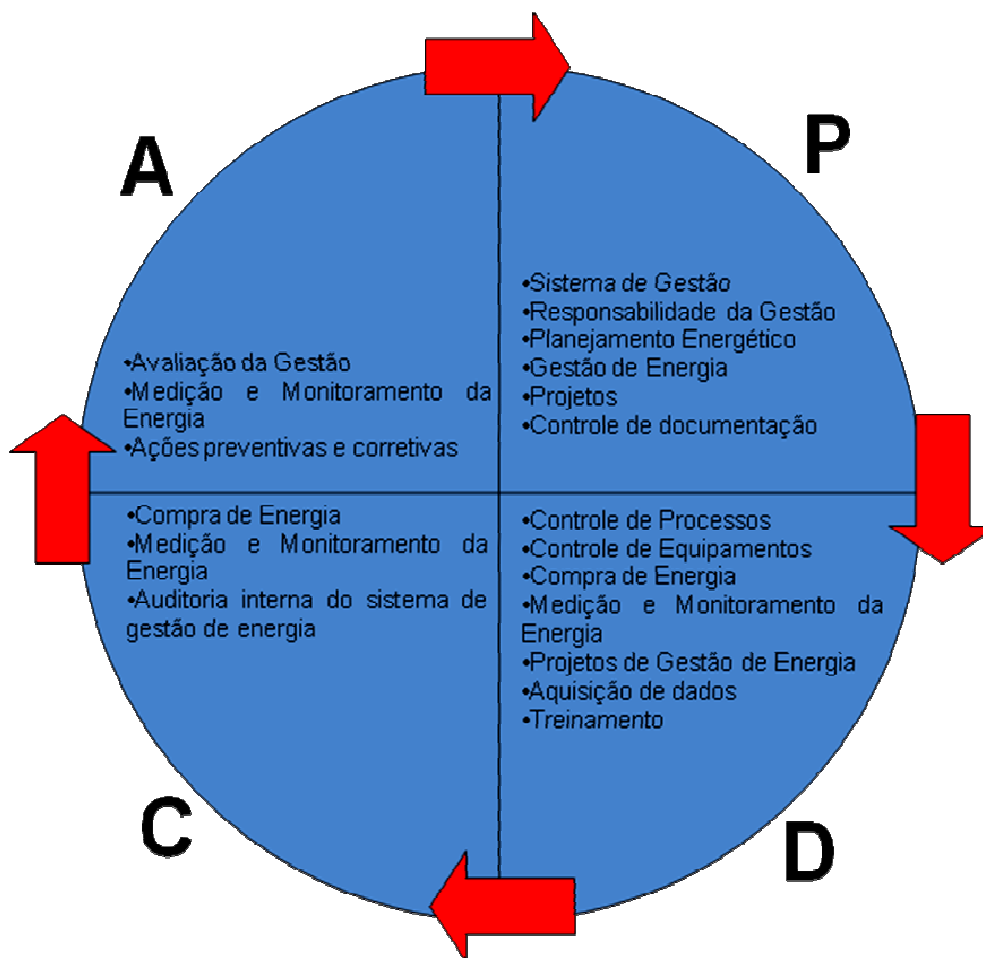 A
P
•Sistema de Gestão
•Responsabilidade da Gestão
•Planejamento Energético
•Gestão de Energia
•Projetos
•Controle de documentação
•Avaliação da Gestão
•Medição e Monitoramento da
Energia
•Ações preventivas e corretivas
•Compra de Energia
•Medição e Monitoramento da
Energia
•Auditoria interna do sistema de
gestão de energia
•Controle de Processos
•Controle de Equipamentos
•Compra de Energia
•Medição e Monitoramento da
Energia
•Projetos de Gestão de Energia
•Aquisição de dados
•Treinamento
C
D